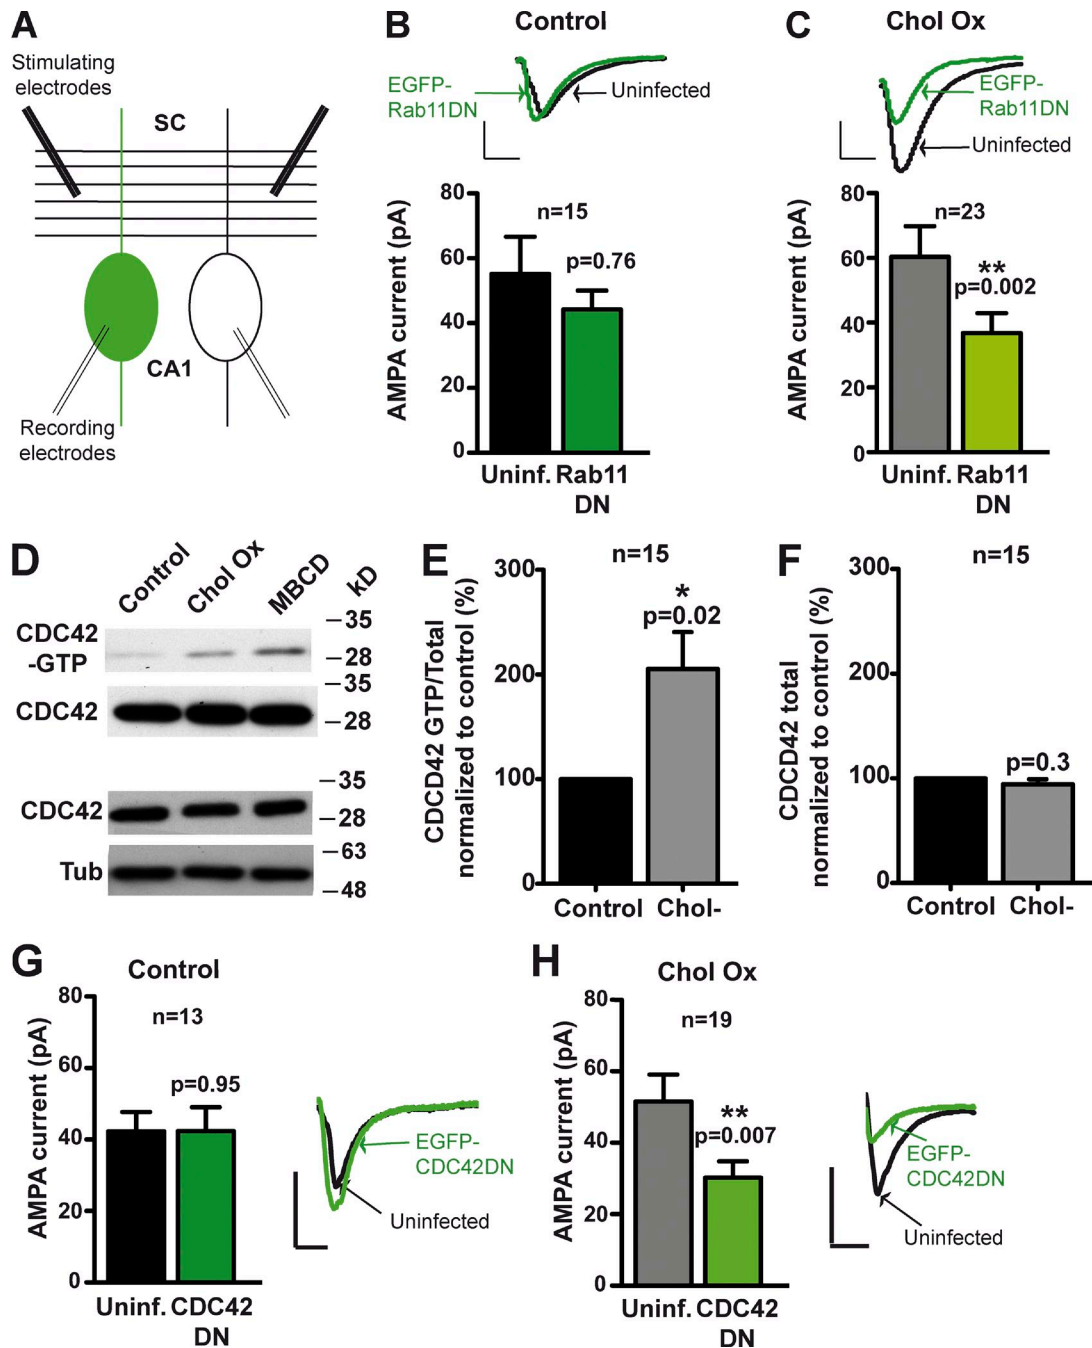 A
Stimulating
electrodes
SC
CA1
Recording
electrodes
B
Control
EGFP-
Rab11DN
Uninfected
AMPA current (pA)
80
60
40
20
0
n=15
p=0.76
Uninf. Rab11
DN
C
Chol Ox
EGFP-
Rab11DN
Uninfected
AMPA current (pA)
80
60
40
20
0
n=23
**
p=0.002
Uninf. Rab11
DN
D
Control
Chol Ox
MBCD
kD
CDC42
-GTP
–35
–28
CDC42
–35
–28
CDC42
–35
–28
Tub
–63
–48
E
n=15
CDCD42 GTP/Total
normalized to control (%)
300
200
100
0
*
p=0.02
Control Chol-
F
n=15
CDCD42 total
normalized to control (%)
300
200
100
0
p=0.3
Control Chol-
G
Control
AMPA current (pA)
80
60
40
20
0
n=13
p=0.95
Uninf. CDC42
DN
EGFP-
CDC42DN
Uninfected
H
Chol Ox
AMPA current (pA)
80
60
40
20
0
n=19
**
p=0.007
Uninf. CDC42
DN
EGFP-
CDC42DN
Uninfected